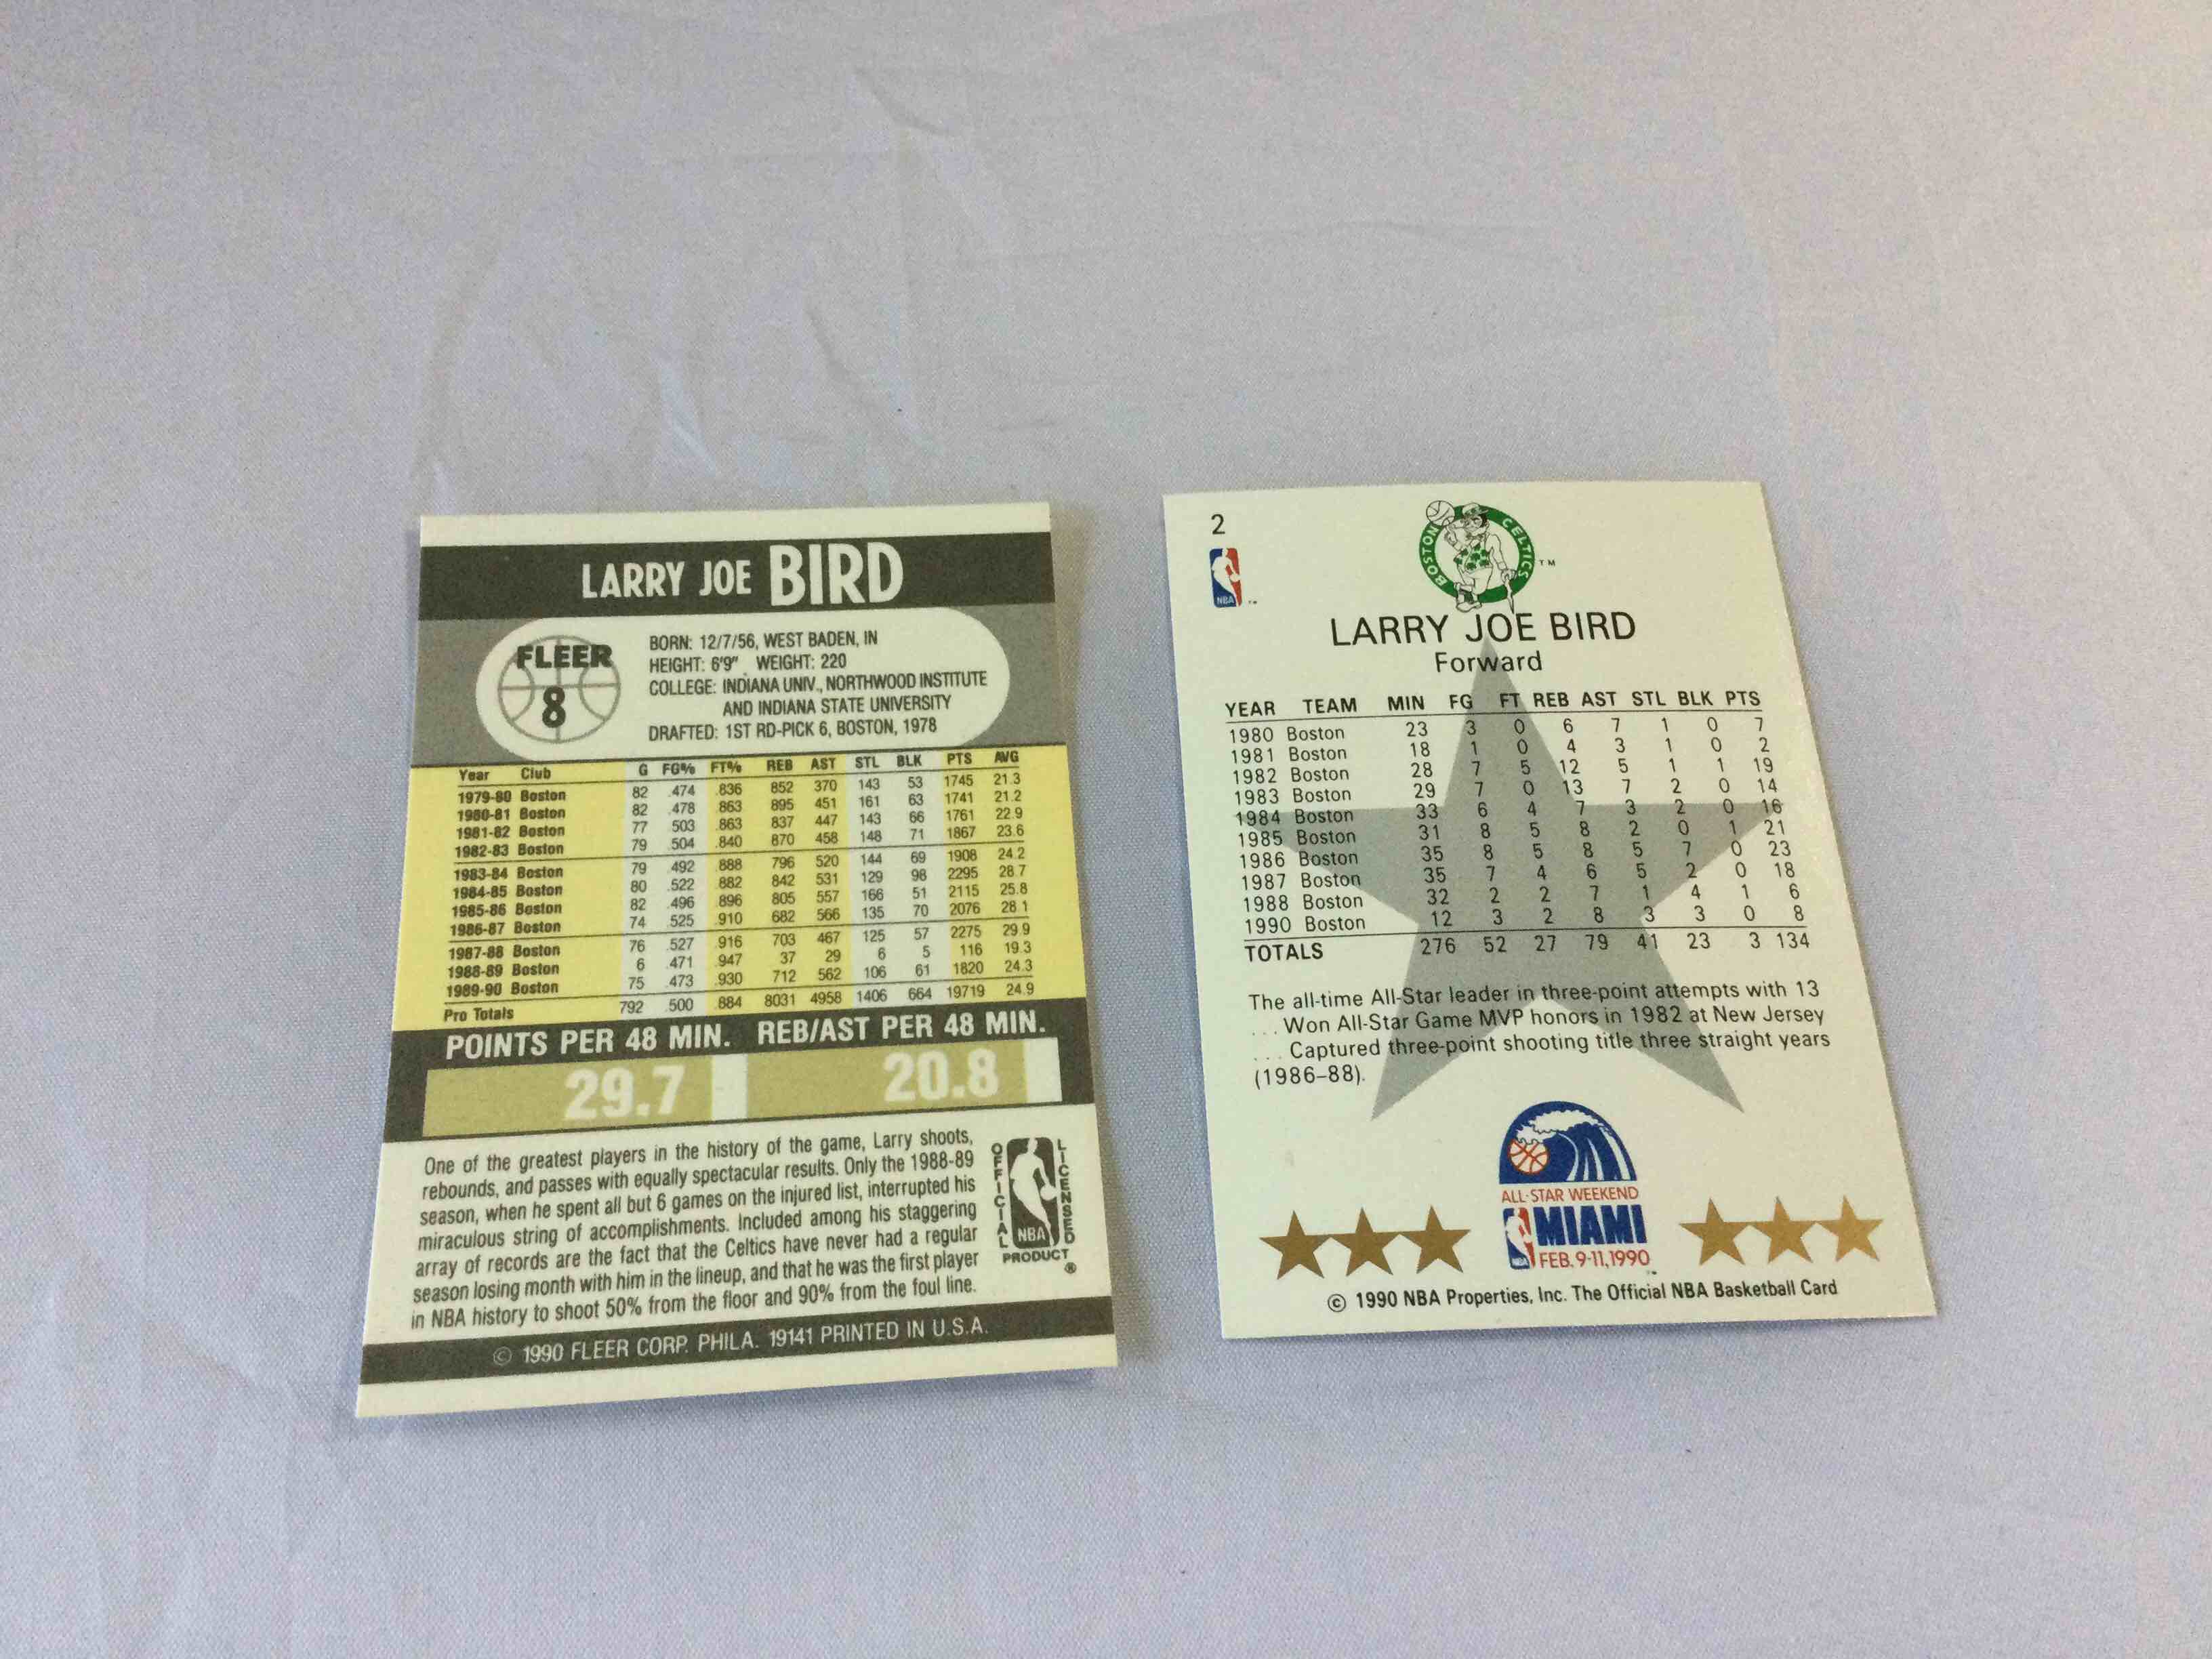 LARRY JOE BIRD
FLEER
8
BORN: 12/7/56, WEST BADEN, IN
HEIGHT: 6'9" WEIGHT: 220
COLLEGE: INDIANA UNIV., NORTHWOOD INSTITUTE
AND INDIANA STATE UNIVERSITY
DRAFTED: 1ST RD-PICK 6, BOSTON, 1978
Year Club G FG% FT% REB AST STL BLK PTS AVG
1979-80 Boston 82 .474 .836 852 370 143 53 1745 21.3
1980-81 Boston 82 .478 .863 895 451 161 63 1741 21.2
1981-82 Boston 77 .503 .863 837 447 143 66 1761 22.9
1982-83 Boston 79 .504 .840 870 458 148 71 1867 23.6
1983-84 Boston 79 .492 .888 796 520 144 69 1908 24.2
1984-85 Boston 80 .522 .882 842 531 129 98 2295 28.7
1985-86 Boston 82 .496 .896 805 557 166 51 2115 25.8
1986-87 Boston 74 .525 .910 682 566 135 70 2076 28.1
1987-88 Boston 76 .527 .916 703 467 125 57 2275 29.9
1988-89 Boston 6 .471 .947 37 29 6 5 116 19.3
1989-90 Boston 75 .473 .930 712 562 106 61 1820 24.3
Pro Totals 792 .500 .884 8031 4958 1406 664 19719 24.9
POINTS PER 48 MIN. REB/AST PER 48 MIN.
29.7 20.8
One of the greatest players in the history of the game, Larry shoots,
rebounds, and passes with equally spectacular results. Only the 1988-89
season, when he spent all but 6 games on the injured list, interrupted his
miraculous string of accomplishments. Included among his staggering
array of records are the fact that the Celtics have never had a regular
season losing month with him in the lineup, and that he was the first player
in NBA history to shoot 50% from the floor and 90% from the foul line.
OFFICIAL
LICENSED
NBA
PRODUCT
®
© 1990 FLEER CORP. PHILA. 19141 PRINTED IN U.S.A.
2
NBA
BOSTON CELTICS
TM
LARRY JOE BIRD
Forward
YEAR TEAM MIN FG FT REB AST STL BLK PTS
1980 Boston 23 3 0 6 7 1 0 7
1981 Boston 18 1 0 4 3 1 0 2
1982 Boston 28 7 5 12 5 1 1 19
1983 Boston 29 7 0 13 7 2 0 14
1984 Boston 33 6 4 7 3 2 0 16
1985 Boston 31 8 5 8 2 0 1 21
1986 Boston 35 8 5 8 5 7 0 23
1987 Boston 35 7 4 6 5 2 0 18
1988 Boston 32 2 2 7 1 4 1 6
1990 Boston 12 3 2 8 3 3 0 8
TOTALS 276 52 27 79 41 23 3 134
The all-time All-Star leader in three-point attempts with 13
. . . Won All-Star Game MVP honors in 1982 at New Jersey
. . . Captured three-point shooting title three straight years
(1986–88).
ALL·STAR WEEKEND
MIAMI
NBA
FEB. 9-11, 1990
© 1990 NBA Properties, Inc. The Official NBA Basketball Card